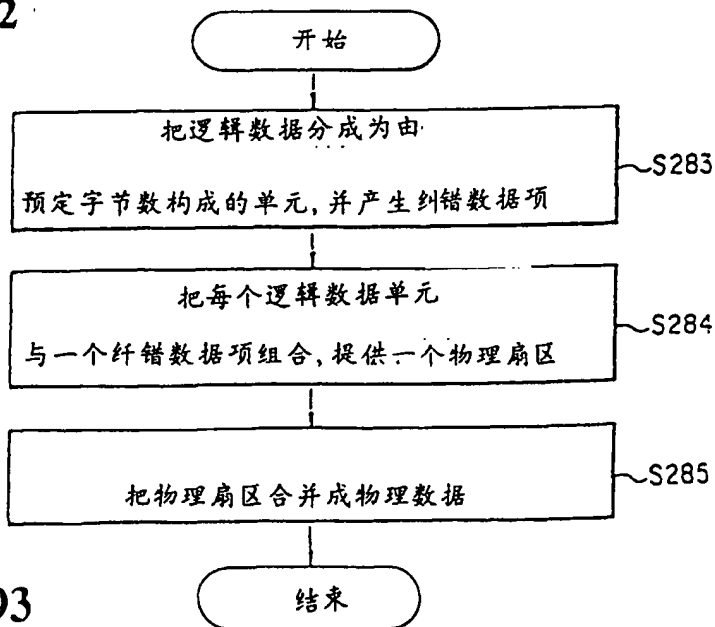 2
开始
把逻辑数据分成为由
预定字节数构成的单元,并产生纠错数据项
S283
把每个逻辑数据单元
与一个纤错数据项组合,提供一个物理扇区
S284
把物理扇区合并成物理数据
S285
结束
93